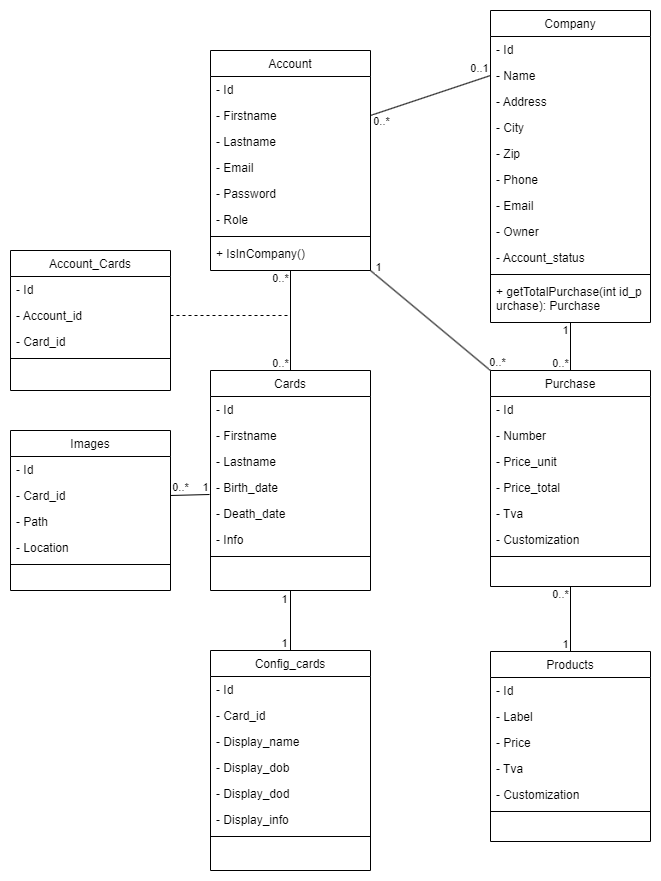 Company
- Id
- Name
- Address
- City
- Zip
- Phone
- Email
- Owner
- Account_status
+ getTotalPurchase(int id_p
urchase): Purchase
Account
- Id
- Firstname
- Lastname
- Email
- Password
- Role
+ IsInCompany()
0..1
0..*
Account_Cards
- Id
- Account_id
- Card_id
0..*
0..*
1
0..*
1
0..*
Cards
- Id
- Firstname
- Lastname
- Birth_date
- Death_date
- Info
Purchase
- Id
- Number
- Price_unit
- Price_total
- Tva
- Customization
Images
- Id
- Card_id
- Path
- Location
0..*
1
1
1
0..*
1
Config_cards
- Id
- Card_id
- Display_name
- Display_dob
- Display_dod
- Display_info
Products
- Id
- Label
- Price
- Tva
- Customization